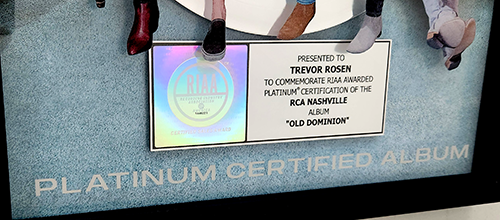 PRESENTED TO
TREVOR ROSEN
TO COMMEMORATE RIAA AWARDED
PLATINUM® CERTIFICATION OF THE
RCA NASHVILLE
ALBUM
"OLD DOMINION"
RIAA
PLATINUM CERTIFIED ALBUM